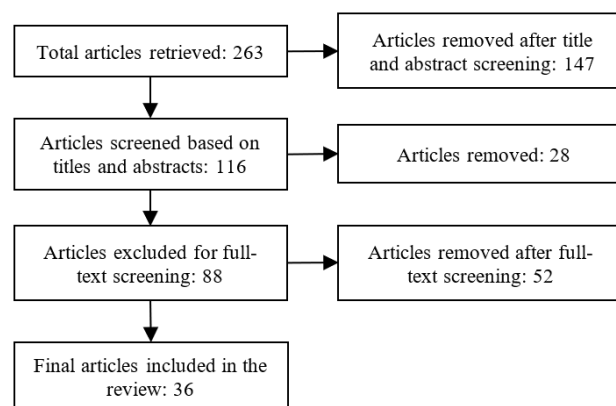 Total articles retrieved: 263
Articles removed after title
and abstract screening: 147
Articles screened based on
titles and abstracts: 116
Articles removed: 28
Articles excluded for full-
text screening: 88
Articles removed after full-
text screening: 52
Final articles included in the
review: 36